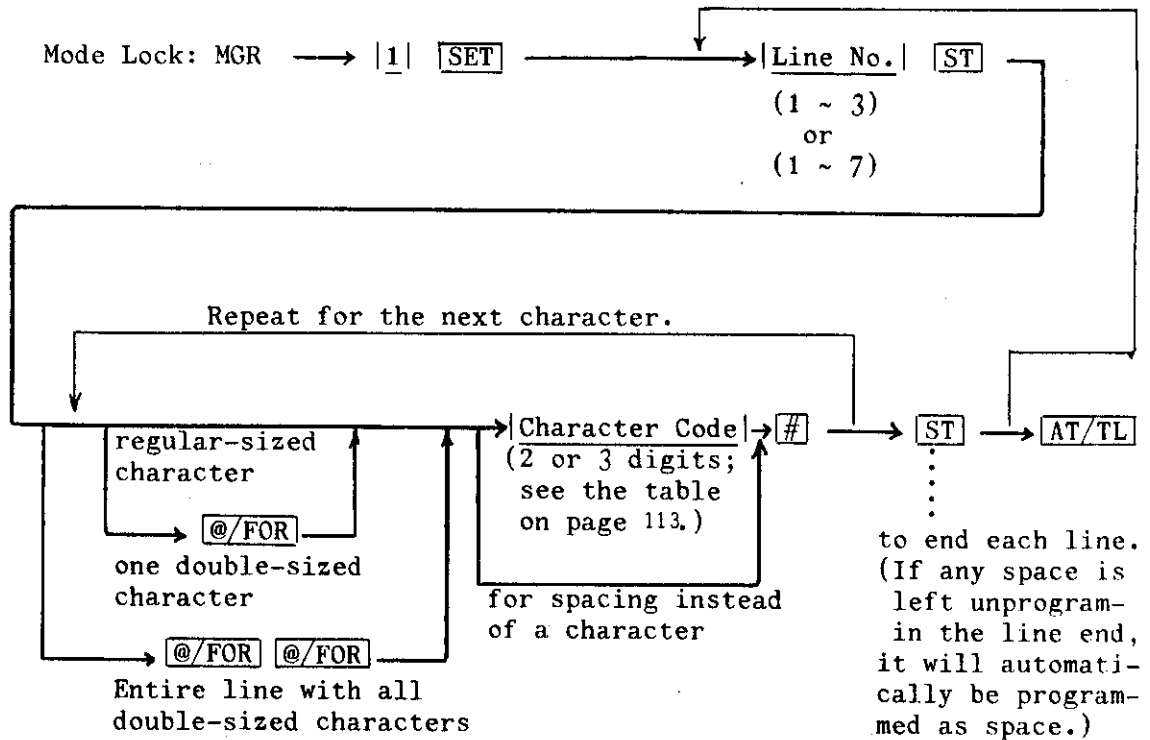 Mode Lock: MGR → |1| [SET] → |Line No.| [ST]
(1 ~ 3)
or
(1 ~ 7)
Repeat for the next character.
regular-sized
character
@/FOR
one double-sized
character
@/FOR @/FOR
Entire line with all
double-sized characters
|Character Code| → [#] → [ST] → [AT/TL]
(2 or 3 digits;
see the table
on page 113.)
for spacing instead
of a character
to end each line.
(If any space is
left unprogram-
in the line end,
it will automati-
cally be program-
med as space.)